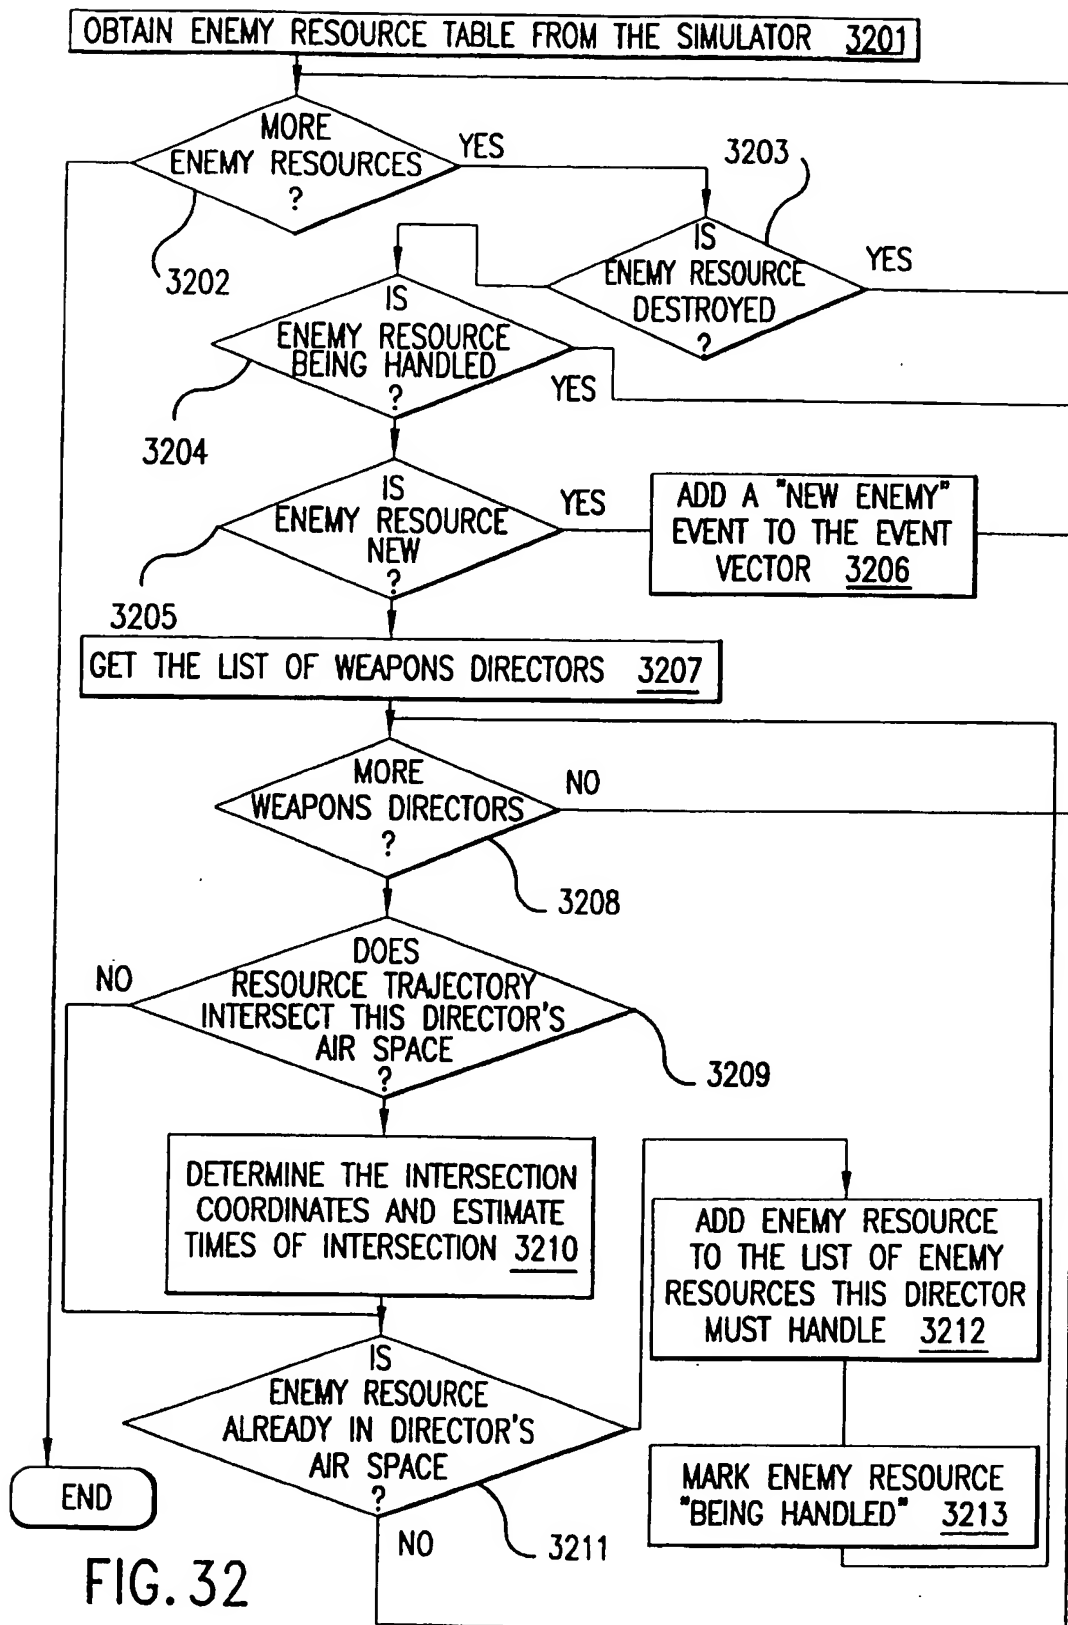 OBTAIN ENEMY RESOURCE TABLE FROM THE SIMULATOR 3201
MORE
ENEMY RESOURCES
?
YES
3202
3203
IS
ENEMY RESOURCE
DESTROYED
?
YES
IS
ENEMY RESOURCE
BEING HANDLED
?
YES
3204
IS
ENEMY RESOURCE
NEW
?
YES
3205
ADD A "NEW ENEMY"
EVENT TO THE EVENT
VECTOR 3206
GET THE LIST OF WEAPONS DIRECTORS 3207
MORE
WEAPONS DIRECTORS
?
NO
3208
DOES
RESOURCE TRAJECTORY
INTERSECT THIS DIRECTOR'S
AIR SPACE
?
NO
3209
DETERMINE THE INTERSECTION
COORDINATES AND ESTIMATE
TIMES OF INTERSECTION 3210
IS
ENEMY RESOURCE
ALREADY IN DIRECTOR'S
AIR SPACE
?
NO
3211
ADD ENEMY RESOURCE
TO THE LIST OF ENEMY
RESOURCES THIS DIRECTOR
MUST HANDLE 3212
MARK ENEMY RESOURCE
"BEING HANDLED" 3213
END
FIG. 32